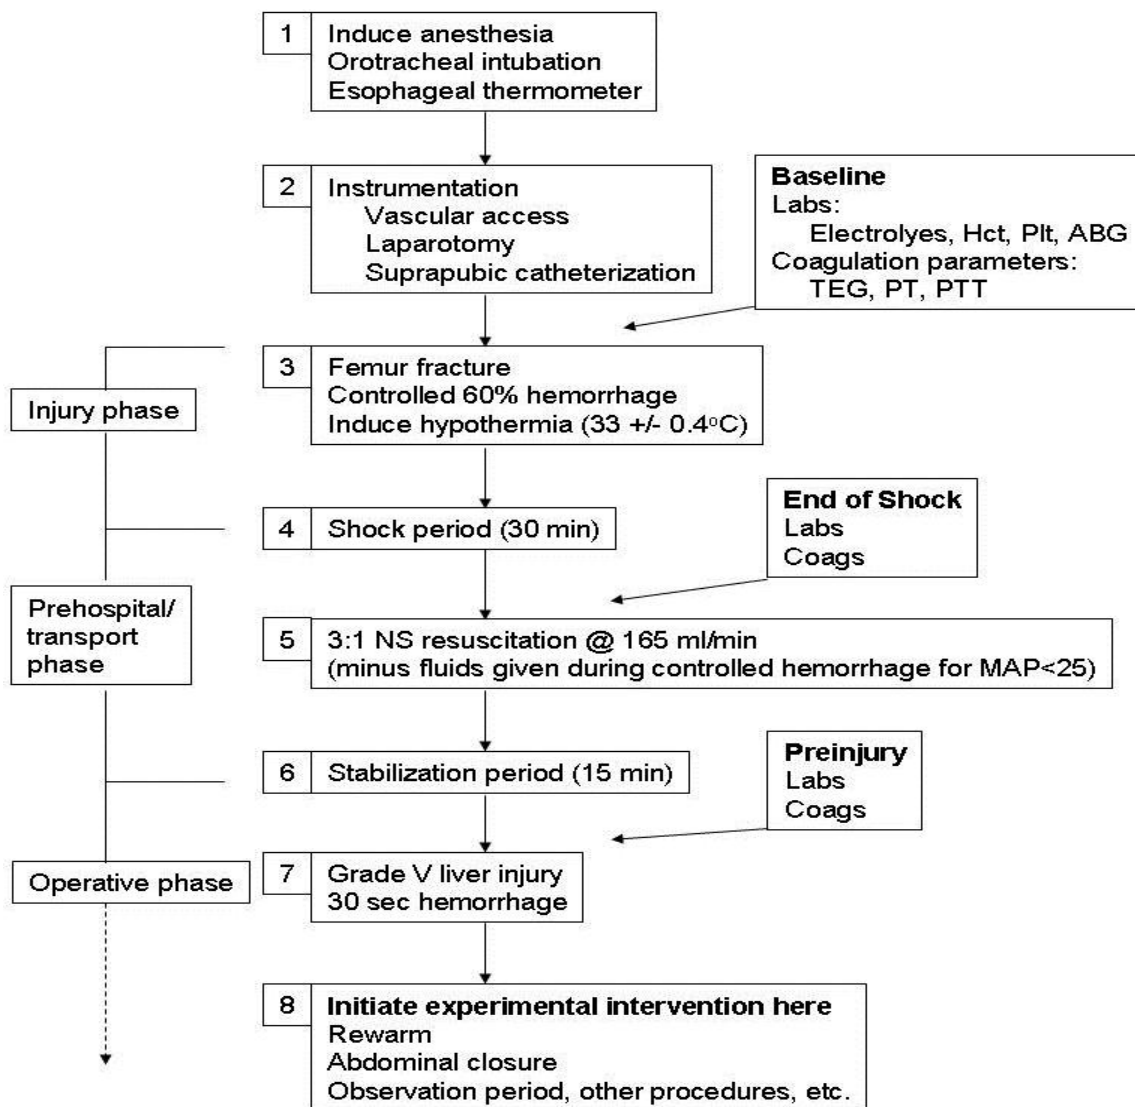 1
Induce anesthesia
Orotracheal intubation
Esophageal thermometer
2
Instrumentation
Vascular access
Laparotomy
Suprapubic catheterization
Baseline
Labs:
Electrolyes, Hct, Plt, ABG
Coagulation parameters:
TEG, PT, PTT
Injury phase
3
Femur fracture
Controlled 60% hemorrhage
Induce hypothermia (33 +/- 0.4°C)
End of Shock
Labs
Coags
4
Shock period (30 min)
Prehospital/
transport
phase
5
3:1 NS resuscitation @ 165 ml/min
(minus fluids given during controlled hemorrhage for MAP<25)
Preinjury
Labs
Coags
6
Stabilization period (15 min)
Operative phase
7
Grade V liver injury
30 sec hemorrhage
8
Initiate experimental intervention here
Rewarm
Abdominal closure
Observation period, other procedures, etc.